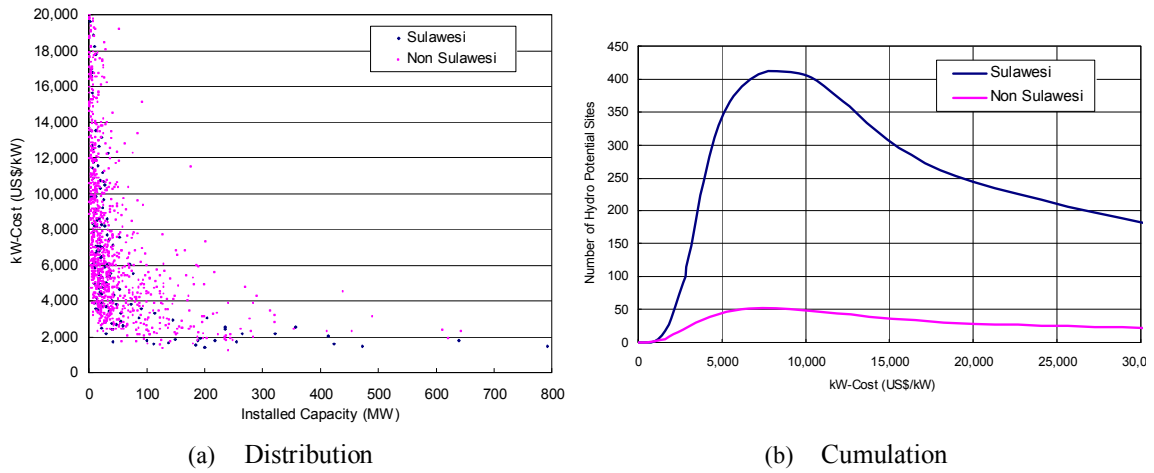 20,000
18,000
16,000
14,000
12,000
10,000
8,000
6,000
4,000
2,000
0
kW-Cost (US$/kW)
Sulawesi
Non Sulawesi
0 100 200 300 400 500 600 700 800
Installed Capacity (MW)
(a) Distribution
450
400
350
300
250
200
150
100
50
0
Number of Hydro Potential Sites
Sulawesi
Non Sulawesi
0 5,000 10,000 15,000 20,000 25,000 30,00
kW-Cost (US$/kW)
(b) Cumulation